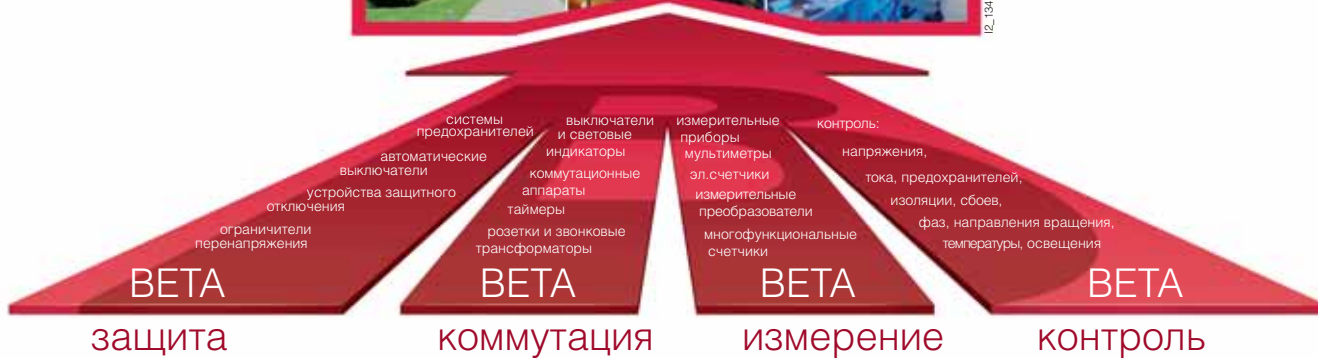 I2_134
системы
предохранителей
автоматические
выключатели
устройства защитного
отключения
ограничители
перенапряжения
BETA
защита
выключатели
и световые
индикаторы
коммутационные
аппараты
таймеры
розетки и звонковые
трансформаторы
BETA
коммутация
измерительные
приборы
мультиметры
эл.счетчики
измерительные
преобразователи
многофункциональные
счетчики
BETA
измерение
контроль:
напряжения,
тока, предохранителей,
изоляции, сбоев,
фаз, направления вращения,
температуры, освещения
BETA
контроль